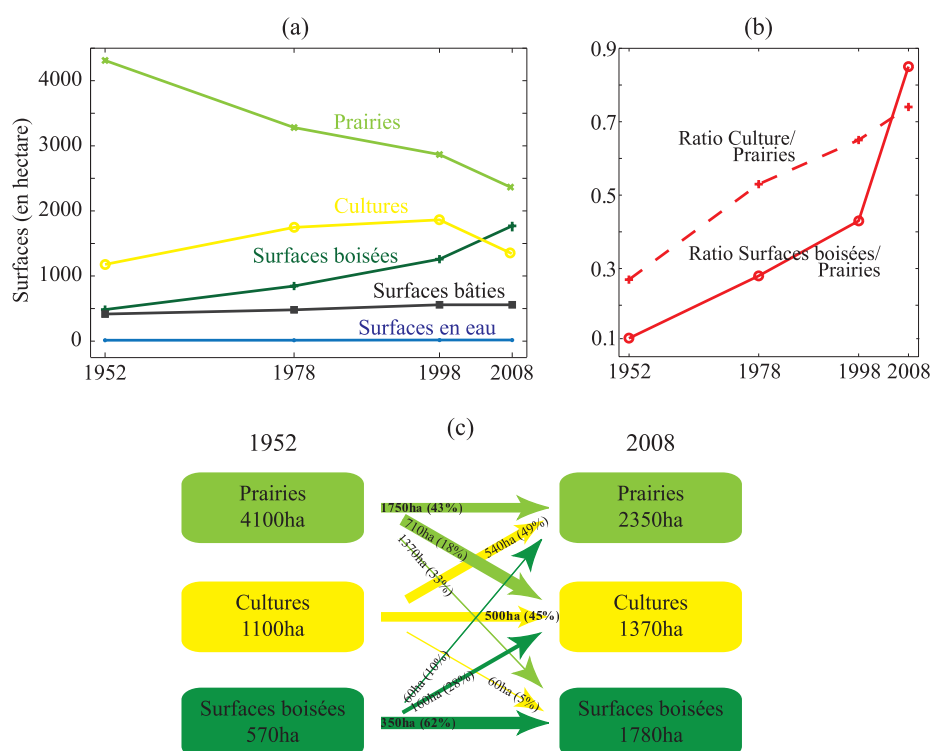 (a)
Surfaces (en hectare)
4000
3000
2000
1000
0
Prairies
Cultures
Surfaces boisées
Surfaces bâties
Surfaces en eau
1952
1978
1998
2008
(b)
0.9
0.7
0.5
0.3
0.1
Ratio Culture/
Prairies
Ratio Surfaces boisées/
Prairies
1952
1978
1998
2008
(c)
1952
2008
Prairies
4100ha
1750ha (43%)
710ha (18%)
1370ha (33%)
540ha (49%)
Prairies
2350ha
Cultures
1100ha
500ha (45%)
Cultures
1370ha
60ha (10%)
160ha (28%)
60ha (5%)
Surfaces boisées
570ha
350ha (62%)
Surfaces boisées
1780ha